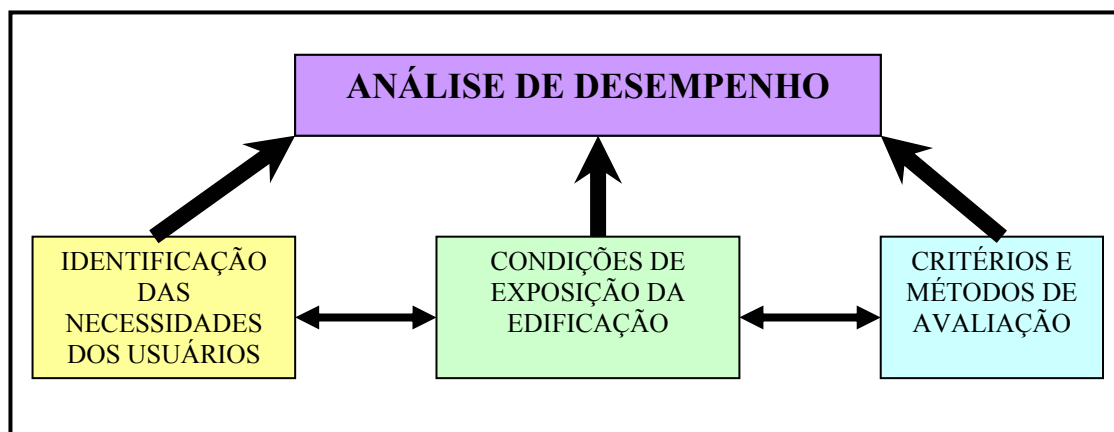 ANÁLISE DE DESEMPENHO
IDENTIFICAÇÃO
DAS
NECESSIDADES
DOS USUÁRIOS
CONDIÇÕES DE
EXPOSIÇÃO DA
EDIFICAÇÃO
CRITÉRIOS E
MÉTODOS DE
AVALIAÇÃO